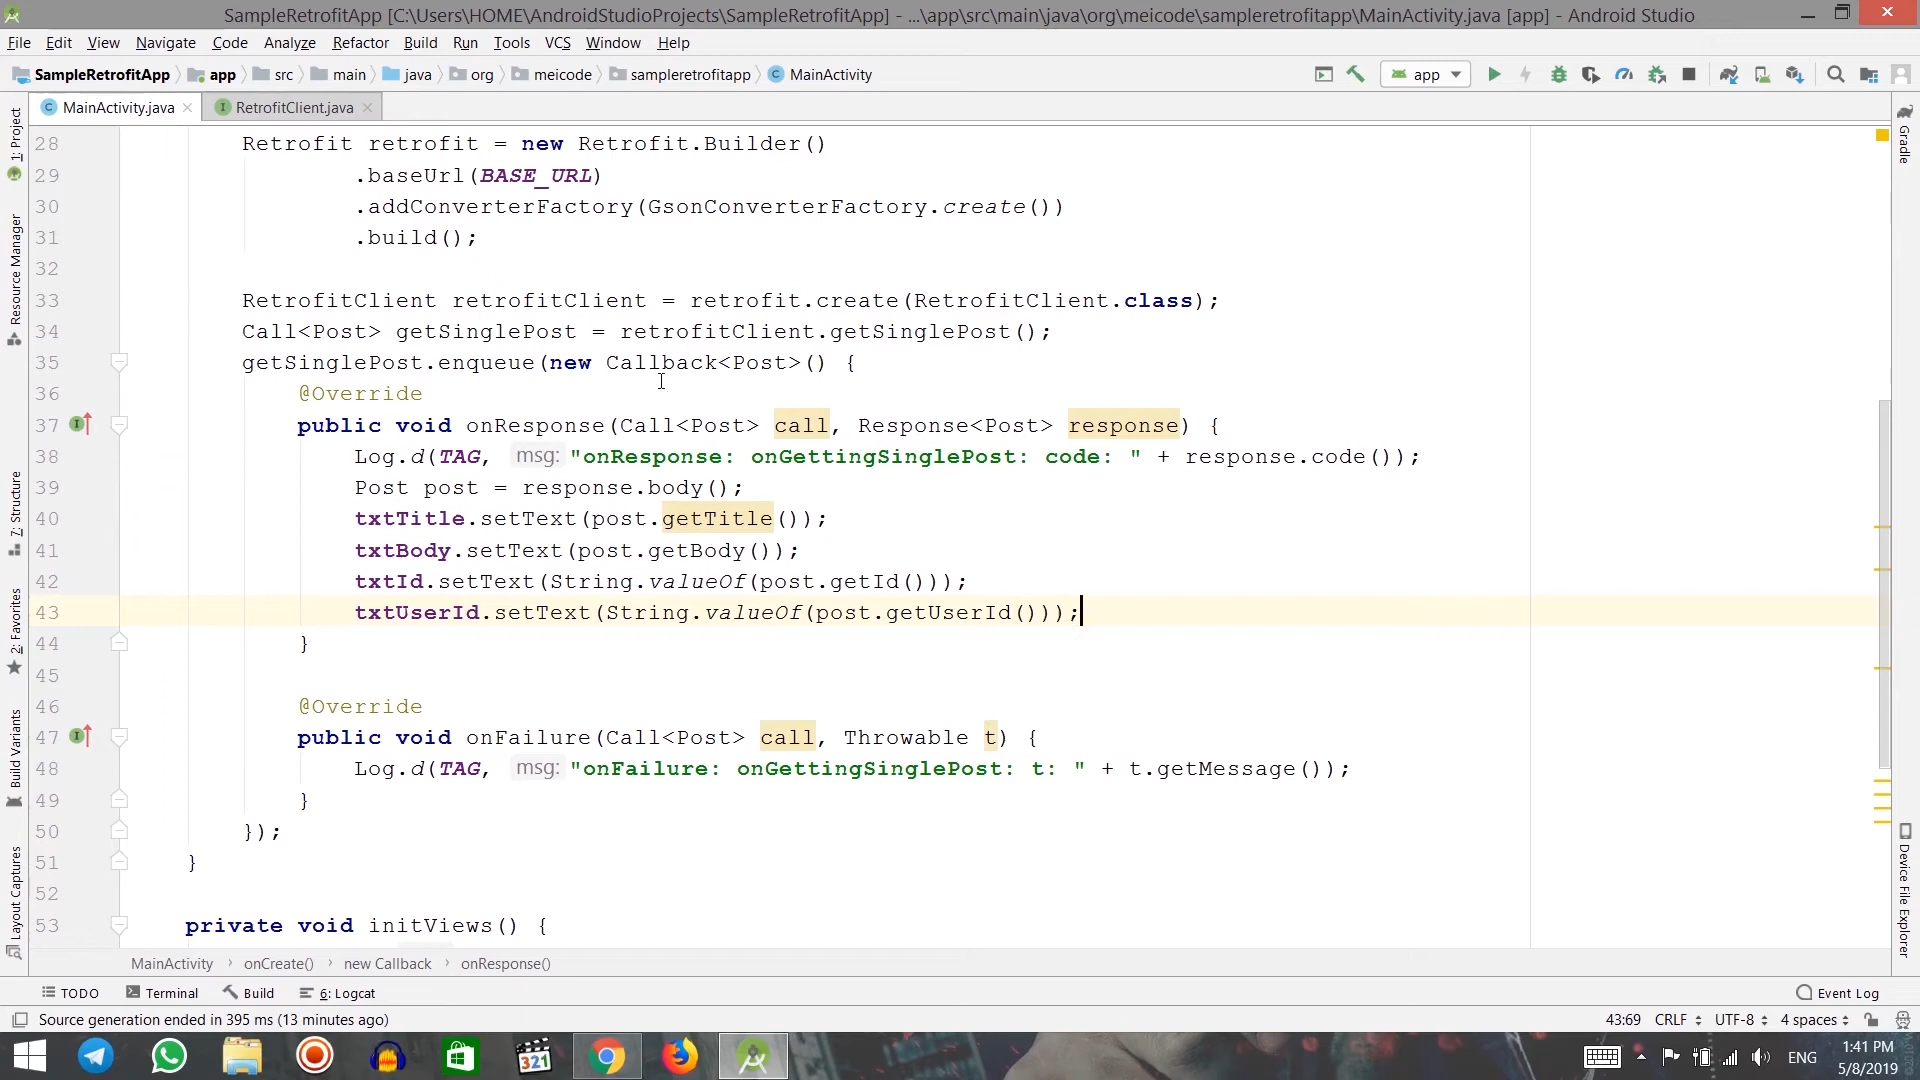 SampleRetrofitApp [C:\Users\HOME\AndroidStudioProjects\SampleRetrofitApp] - ...\app\src\main\java\org\meicode\sampleretrofitapp\MainActivity.java [app] - Android Studio
File Edit View Navigate Code Analyze Refactor Build Run Tools VCS Window Help
SampleRetrofitApp app src main java org meicode sampleretrofitapp MainActivity app
MainActivity.java RetrofitClient.java
28 Retrofit retrofit = new Retrofit.Builder()
29 .baseUrl(BASE_URL)
30 .addConverterFactory(GsonConverterFactory.create())
31 .build();
32
33 RetrofitClient retrofitClient = retrofit.create(RetrofitClient.class);
34 Call<Post> getSinglePost = retrofitClient.getSinglePost();
35 getSinglePost.enqueue(new Callback<Post>() {
36 @Override
37 public void onResponse(Call<Post> call, Response<Post> response) {
38 Log.d(TAG, msg: "onResponse: onGettingSinglePost: code: " + response.code());
39 Post post = response.body();
40 txtTitle.setText(post.getTitle());
41 txtBody.setText(post.getBody());
42 txtId.setText(String.valueOf(post.getId()));
43 txtUserId.setText(String.valueOf(post.getUserId()));
44 }
45
46 @Override
47 public void onFailure(Call<Post> call, Throwable t) {
48 Log.d(TAG, msg: "onFailure: onGettingSinglePost: t: " + t.getMessage());
49 }
50 });
51 }
52
53 private void initViews() {
MainActivity › onCreate() › new Callback › onResponse()
1: Project
Resource Manager
7: Structure
2: Favorites
Build Variants
Layout Captures
Gradle
Device File Explorer
TODO Terminal Build 6: Logcat Event Log
Source generation ended in 395 ms (13 minutes ago) 43:69 CRLF UTF-8 4 spaces
321
ENG
1:41 PM
5/8/2019